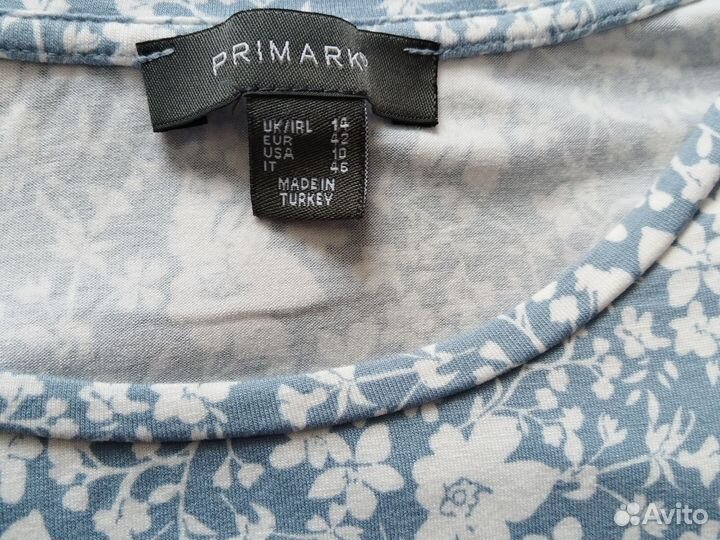 PRIMARK®
UK/IRL 14
EUR 42
USA 10
IT 46
MADE IN
TURKEY
Avito